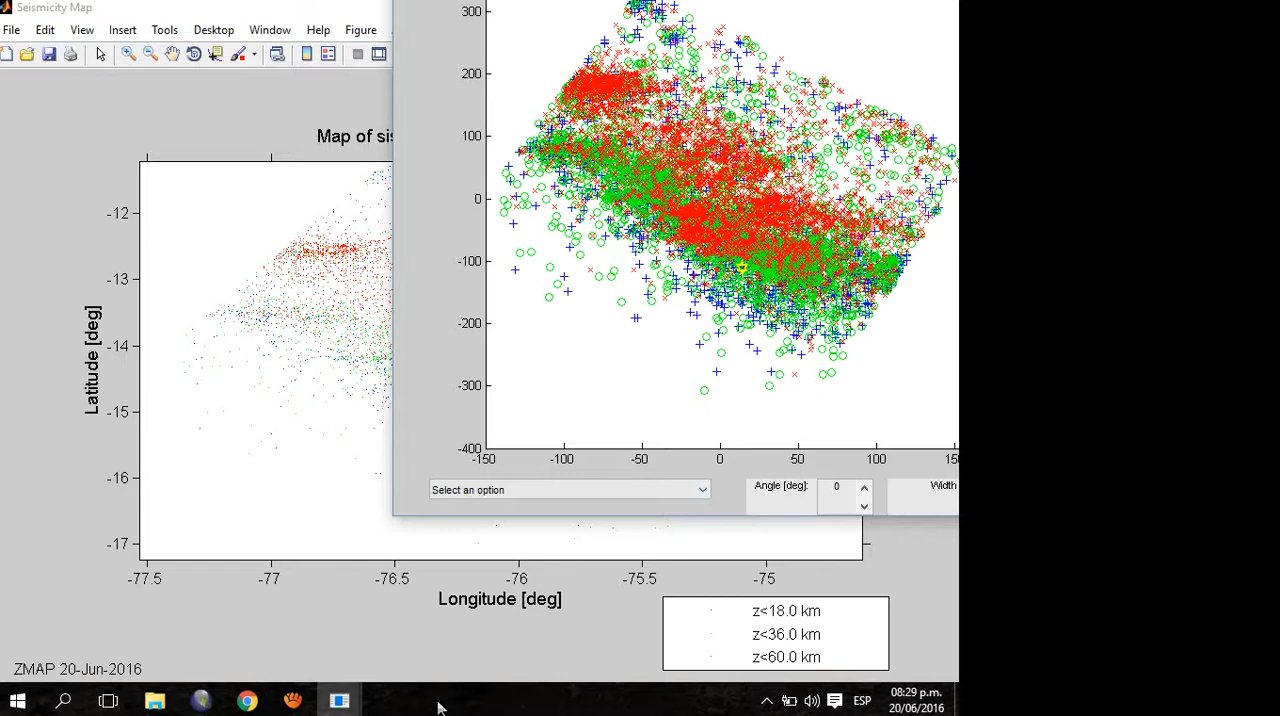 Seismicity Map
File Edit View Insert Tools Desktop Window Help Figure
Map of sis
300
200
100
0
-100
-200
-300
-400
-150 -100 -50 0 50 100 150
Select an option
Angle [deg]: 0
Width
-12
-13
-14
-15
-16
-17
Latitude [deg]
-77.5 -77 -76.5 -76 -75.5 -75
Longitude [deg]
z<18.0 km
z<36.0 km
z<60.0 km
ZMAP 20-Jun-2016
ESP
08:29 p.m.
20/06/2016